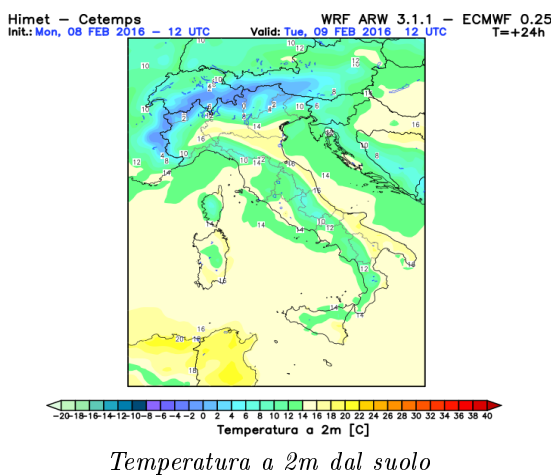 Himet – Cetemps WRF ARW 3.1.1 – ECMWF 0.25
Init.: Mon, 08 FEB 2016 – 12 UTC Valid: Tue, 09 FEB 2016 12 UTC T=+24h
-20-18-16-14-12-10-8 -6 -4 -2 0 2 4 6 8 10 12 14 16 18 20 22 24 26 28 30 32 34 36 38 40
Temperatura a 2m [C]
Temperatura a 2m dal suolo